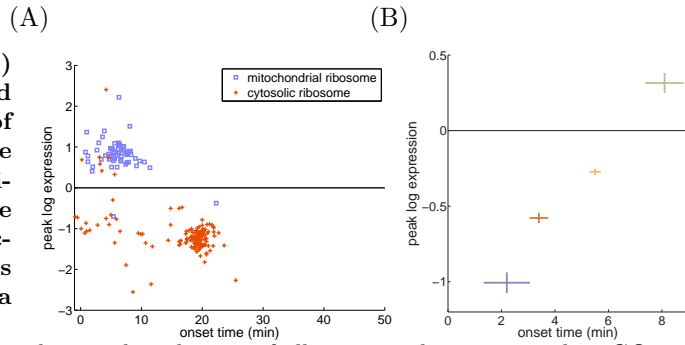 (A)
(B)
)
d
of
e
i-
e
c-
s
a
peak log expression
3
2
1
0
−1
−2
−3
mitochondrial ribosome
cytosolic ribosome
0
10
20
30
40
50
onset time (min)
peak log expression
0.5
0
−0.5
−1
0
2
4
6
8
onset time (min)